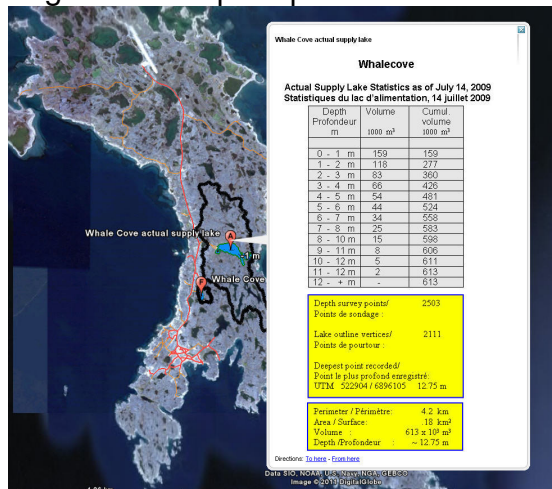 Whale Cove actual supply lake
Whalecove
Actual Supply Lake Statistics as of July 14, 2009
Statistiques du lac d'alimentation, 14 juillet 2009
Depth Volume Cumul.
Profondeur volume
m 1000 m³ 1000 m³
0 - 1 m 159 159
1 - 2 m 118 277
2 - 3 m 83 360
3 - 4 m 66 426
4 - 5 m 54 481
5 - 6 m 44 524
6 - 7 m 34 558
7 - 8 m 25 583
8 - 10 m 15 598
9 - 11 m 8 606
10 - 12 m 5 611
11 - 12 m 2 613
12 - + m - 613
Depth survey points/ 2503
Points de sondage :
Lake outline vertices/ 2111
Points de pourtour :
Deepest point recorded/
Point le plus profond enregistré:
UTM 522904 / 6896105 12.75 m
Perimeter / Périmètre: 4.2 km
Area / Surface: .18 km²
Volume : 613 x 10³ m³
Depth /Profondeur : ~ 12.75 m
Directions: To here - From here
Whale Cove actual supply lake
A
-1 m
Whale Cove
F
Data SIO, NOAA, U.S. Navy, NGA, GEBCO
Image © 2011 DigitalGlobe